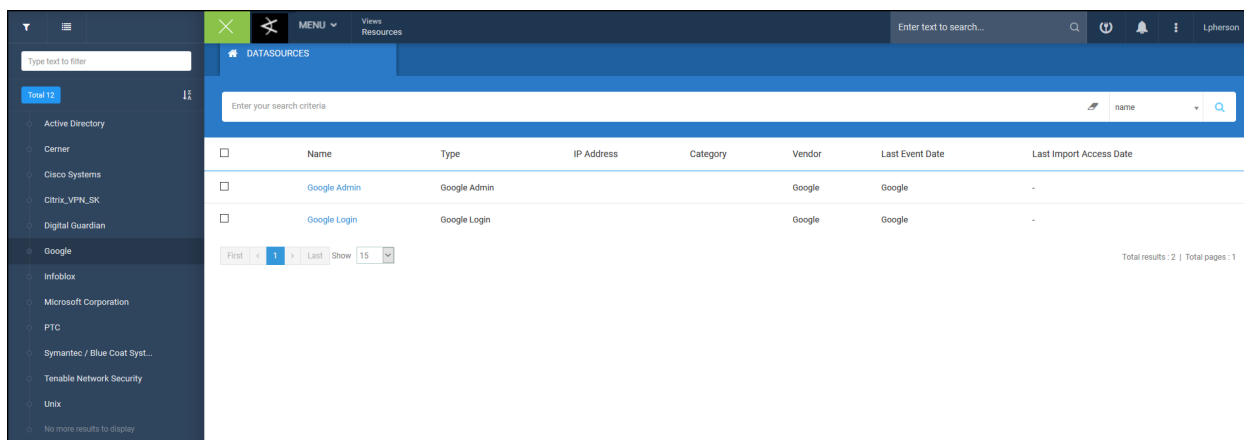 MENU
Views
Resources
Enter text to search...
Lpherson
Type text to filter
DATASOURCES
Total 12
Enter your search criteria
name
Active Directory
Cerner
Cisco Systems
Citrix_VPN_SK
Digital Guardian
Google
Infoblox
Microsoft Corporation
PTC
Symantec / Blue Coat Syst...
Tenable Network Security
Unix
No more results to display
Name Type IP Address Category Vendor Last Event Date Last Import Access Date
Google Admin Google Admin Google Google -
Google Login Google Login Google Google -
First 1 Last Show 15
Total results : 2 | Total pages : 1